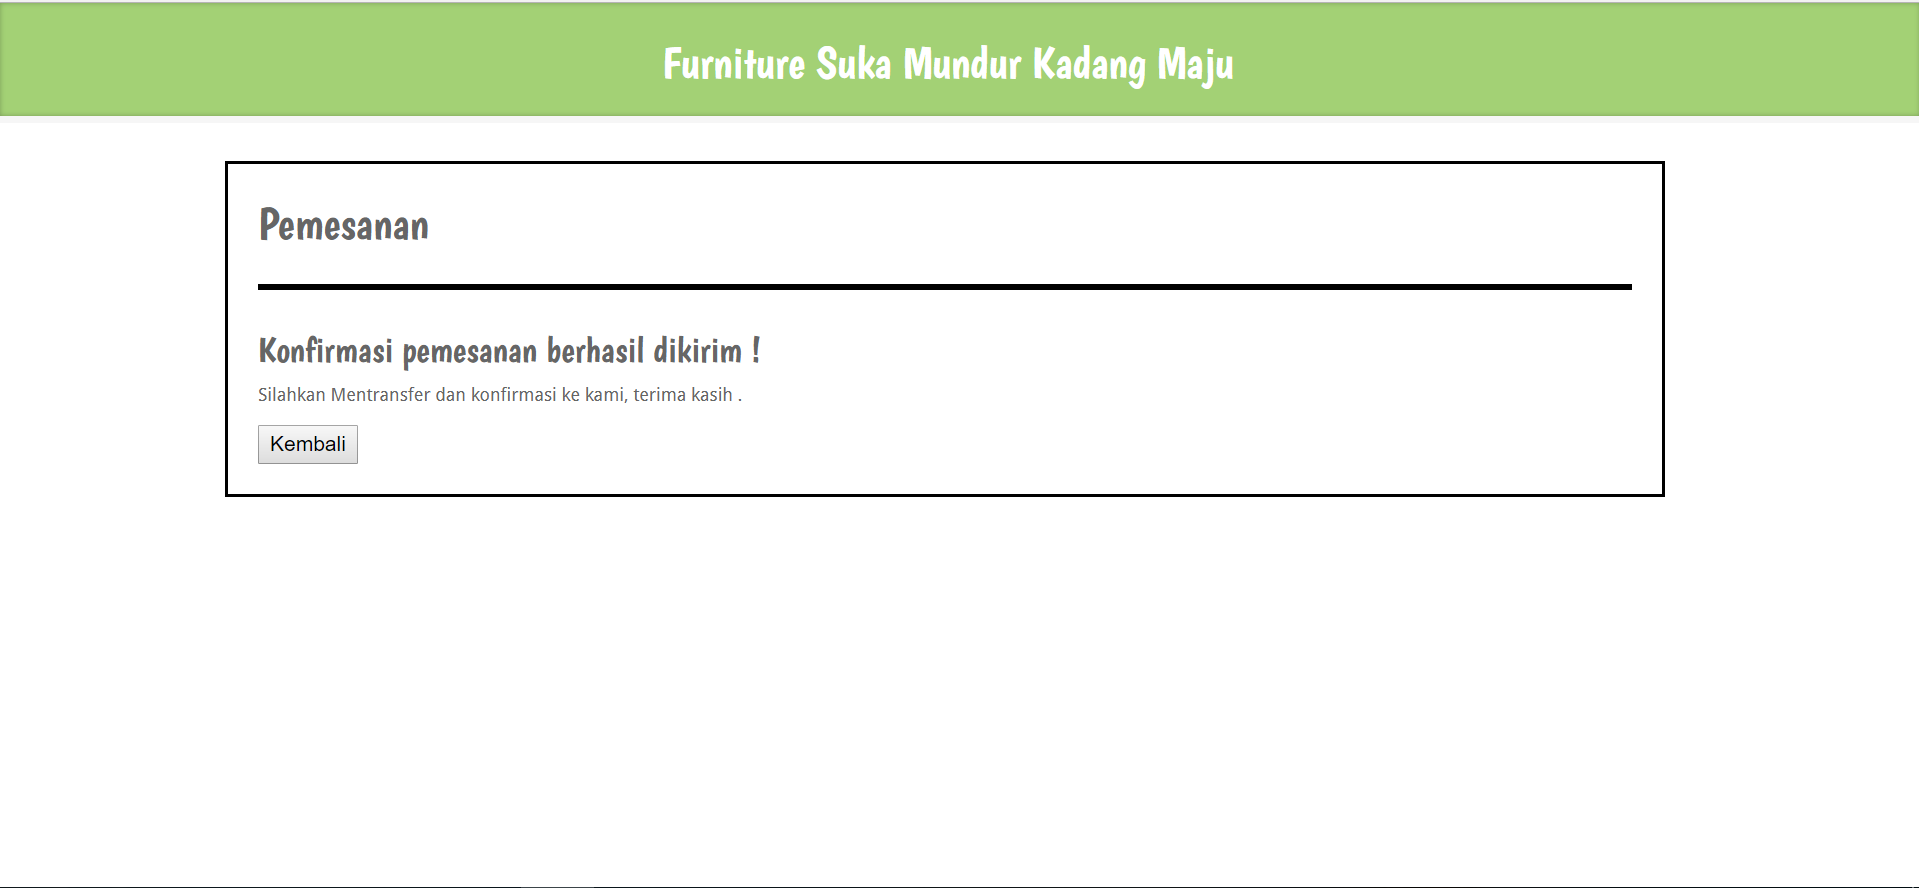 Furniture Suka Mundur Kadang Maju
Pemesanan
Konfirmasi pemesanan berhasil dikirim !
Silahkan Mentransfer dan konfirmasi ke kami, terima kasih .
Kembali